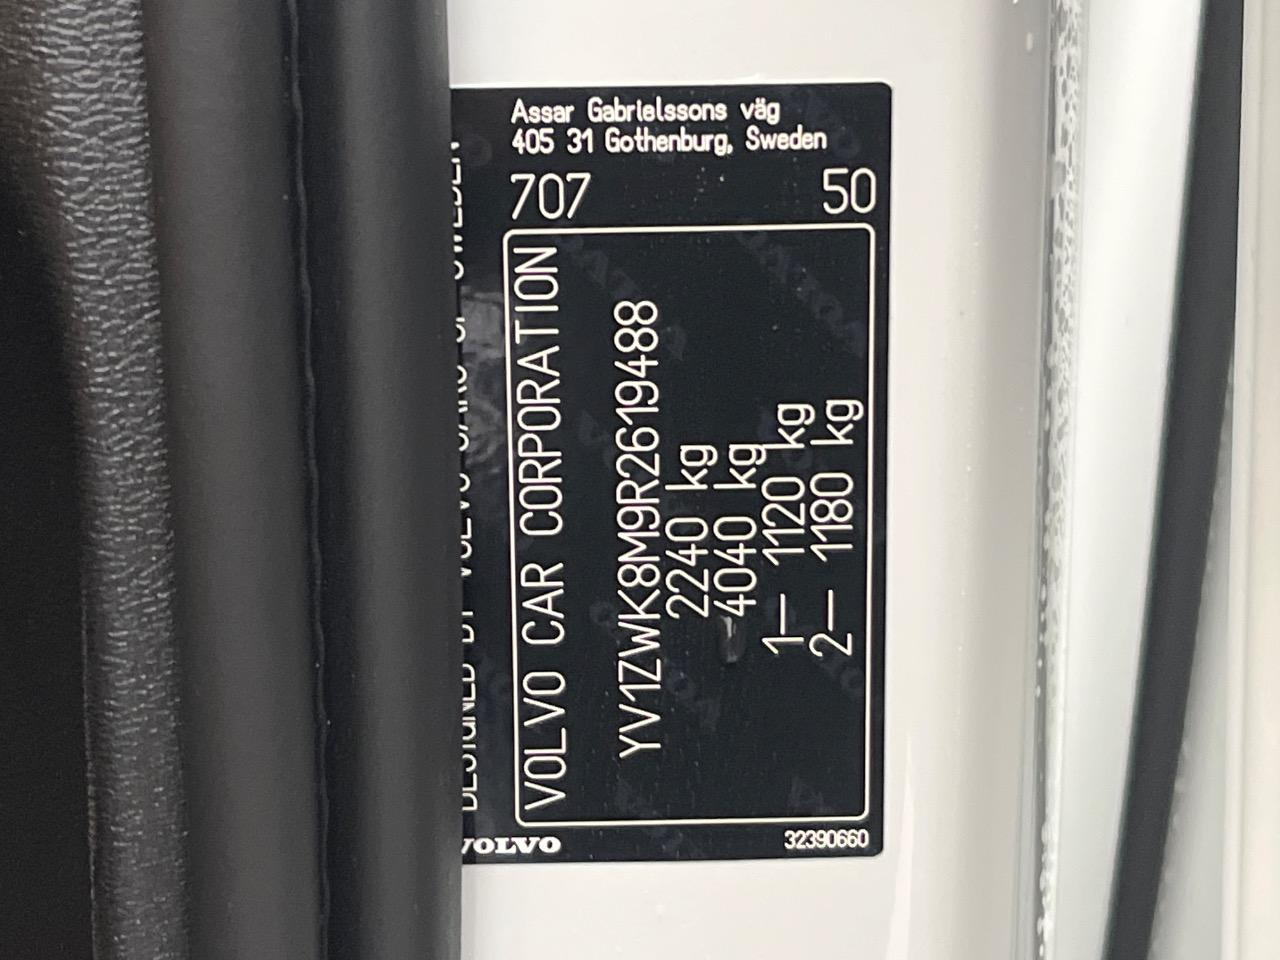 Assar Gabrielssons väg
405 31 Gothenburg, Sweden
707 50
VOLVO CAR CORPORATION
YV1ZWK8M9R2619488
2240 kg
4040 kg
1– 1120 kg
2– 1180 kg
VOLVO
32390660